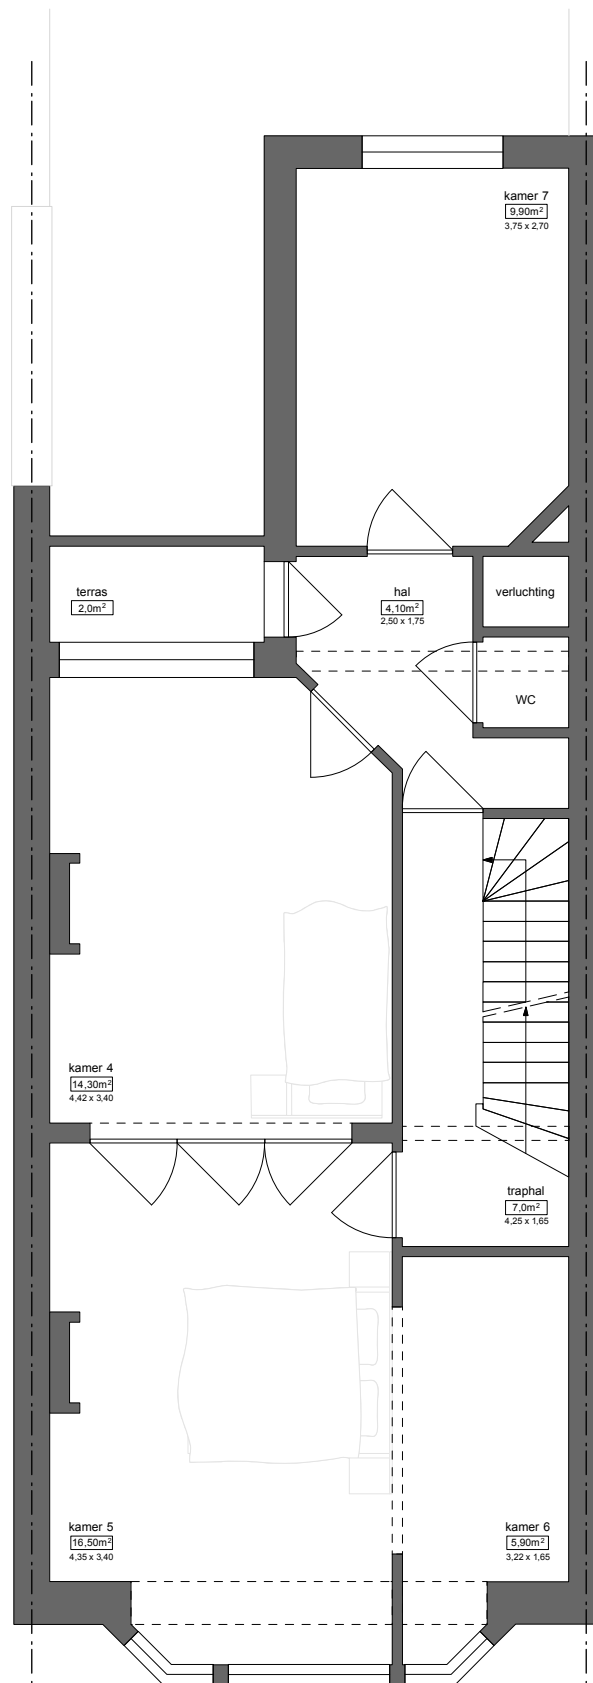 kamer 7
9,90m²
3,75 x 2,70
terras
2,0m²
hal
4,10m²
2,50 x 1,75
verluchting
WC
kamer 4
14,30m²
4,42 x 3,40
traphal
7,0m²
4,25 x 1,65
kamer 5
16,50m²
4,35 x 3,40
kamer 6
5,90m²
3,22 x 1,65